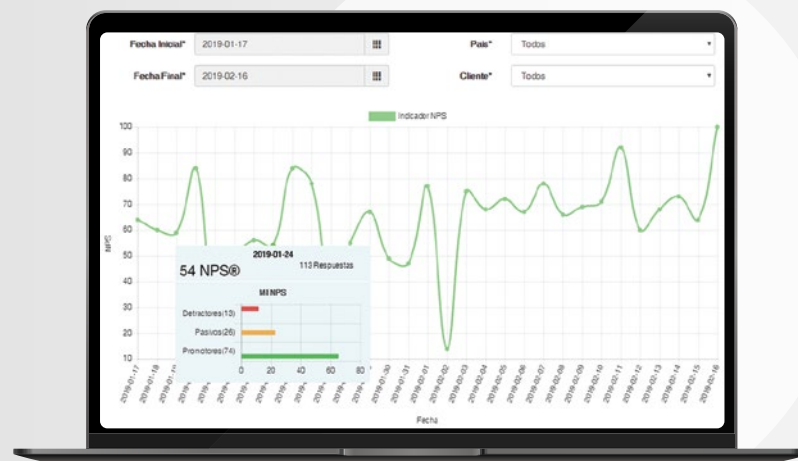 Fecha Inicial* 2019-01-17 País* Todos
Fecha Final* 2019-02-16 Cliente* Todos
Indicador NPS
100
90
80
70
60
50
40
30
20
10
NPS
2019-01-24
54 NPS® 113 Respuestas
Mil NPS
Detractores(13)
Pasivos(26)
Promotores(74)
0 20 40 60 80
2019-01-17
2019-01-18
2019-01-30
2019-01-31
2019-02-01
2019-02-02
2019-02-03
2019-02-04
2019-02-05
2019-02-06
2019-02-07
2019-02-08
2019-02-09
2019-02-10
2019-02-11
2019-02-12
2019-02-13
2019-02-14
2019-02-15
2019-02-16
Fecha